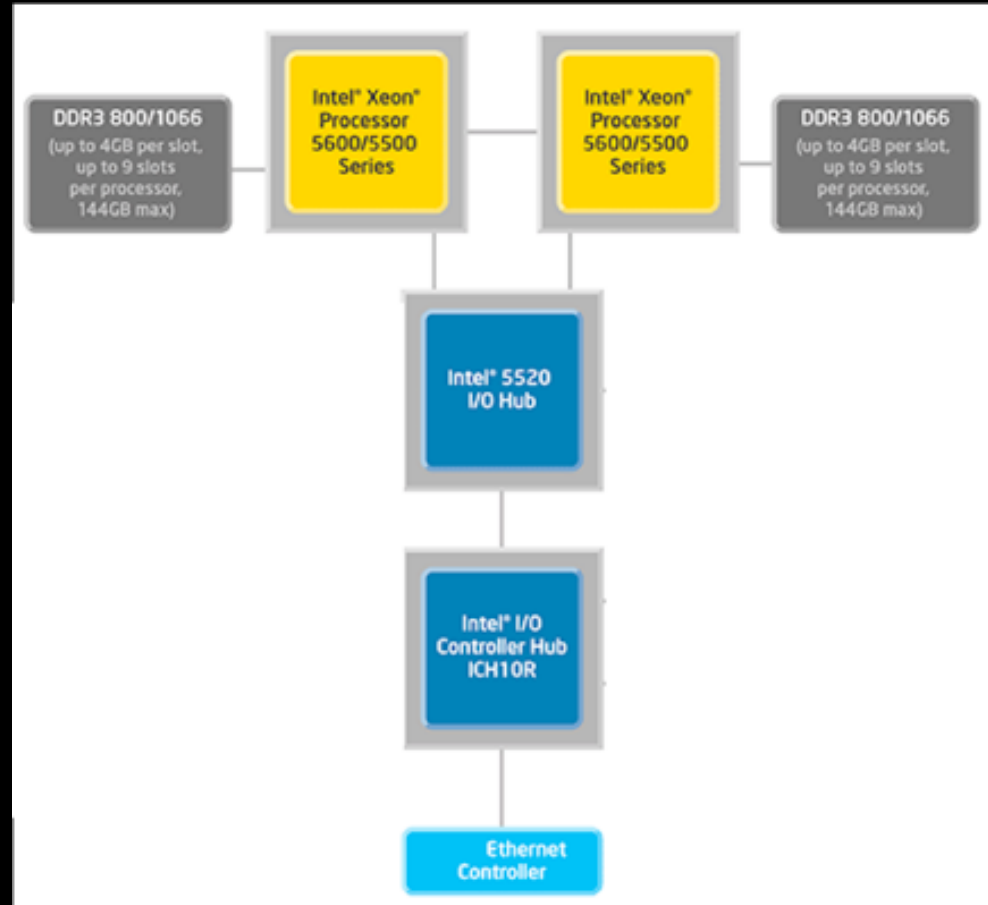 Intel® Xeon®
Processor
5600/5500
Series
Intel® Xeon®
Processor
5600/5500
Series
DDR3 800/1066
(up to 4GB per slot,
up to 9 slots
per processor,
144GB max)
DDR3 800/1066
(up to 4GB per slot,
up to 9 slots
per processor,
144GB max)
Intel® 5520
I/O Hub
Intel® I/O
Controller Hub
ICH10R
Ethernet
Controller